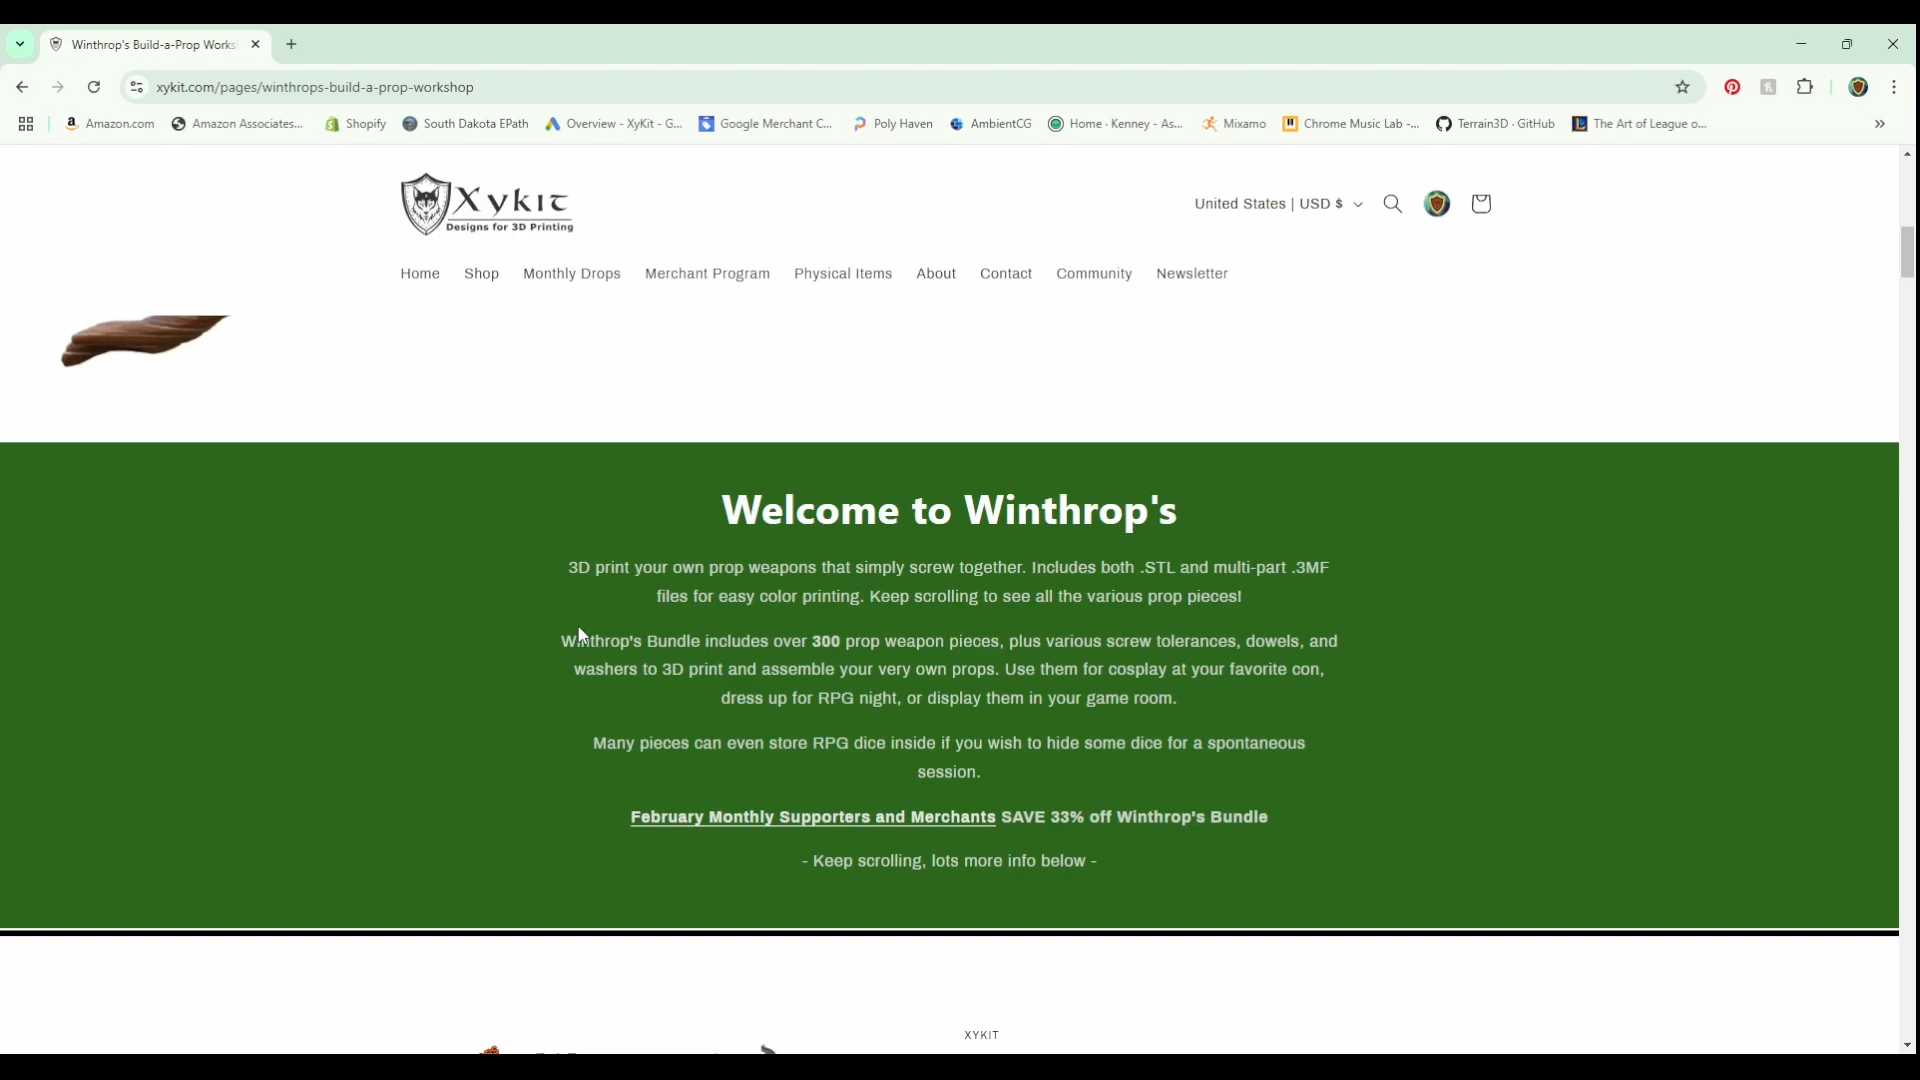 Winthrop's Build-a-Prop Works
xykit.com/pages/winthrops-build-a-prop-workshop
Amazon.com
Amazon Associates...
Shopify
South Dakota EPath
Overview - XyKit - G...
Google Merchant C...
Poly Haven
AmbientCG
Home · Kenney - As...
Mixamo
Chrome Music Lab -...
Terrain3D · GitHub
The Art of League o...
Xykit
Designs for 3D Printing
United States | USD $
Home Shop Monthly Drops Merchant Program Physical Items About Contact Community Newsletter
Welcome to Winthrop's
3D print your own prop weapons that simply screw together. Includes both .STL and multi-part .3MF
files for easy color printing. Keep scrolling to see all the various prop pieces!
Winthrop's Bundle includes over 300 prop weapon pieces, plus various screw tolerances, dowels, and
washers to 3D print and assemble your very own props. Use them for cosplay at your favorite con,
dress up for RPG night, or display them in your game room.
Many pieces can even store RPG dice inside if you wish to hide some dice for a spontaneous
session.
February Monthly Supporters and Merchants SAVE 33% off Winthrop's Bundle
- Keep scrolling, lots more info below -
XYKIT